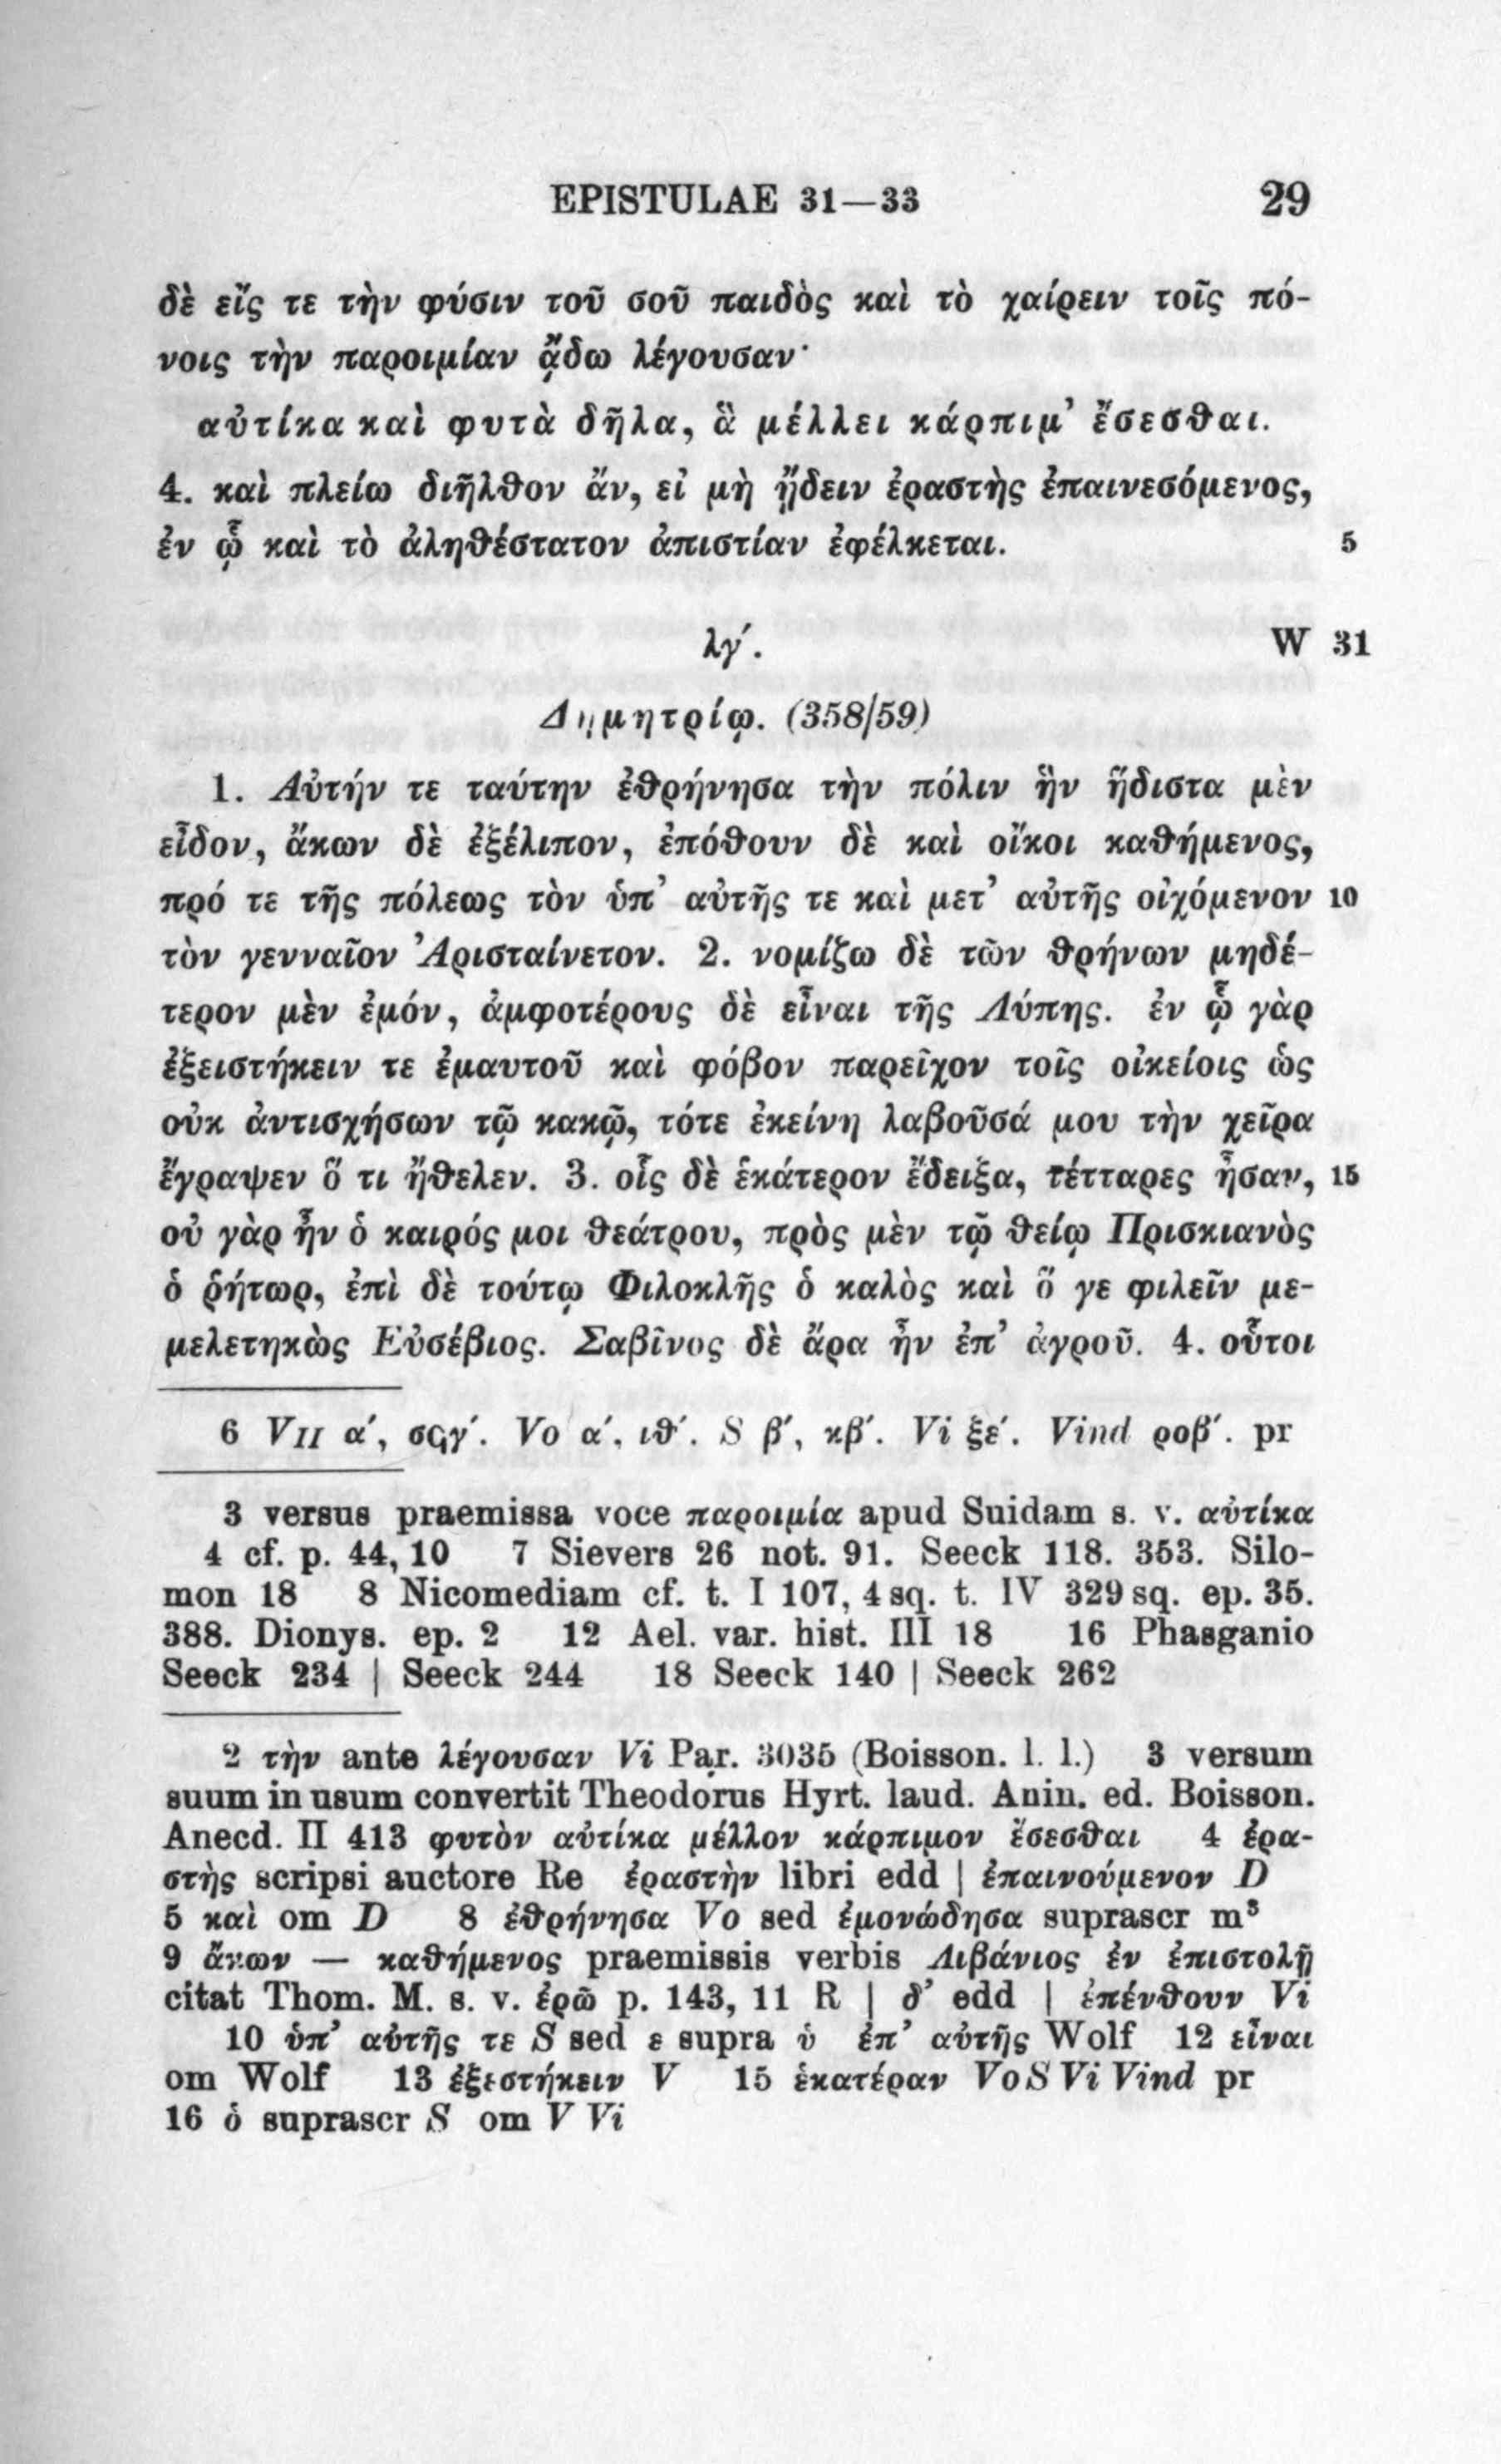 EPISTULAE 31—33 29
δὲ εἴς τε τὴν φύσιν τοῦ σοῦ παιδὸς καὶ τὸ χαίρειν τοῖς πό-
νοις τὴν παροιμίαν ᾄδω λέγουσαν·
αὐτίκα καὶ φυτὰ δῆλα, ἃ μέλλει κάρπιμ’ ἔσεσθαι.
4. καὶ πλείω διῆλθον ἄν, εἰ μὴ ᾔδειν ἐραστὴς ἐπαινεσόμενος,
ἐν ᾧ καὶ τὸ ἀληθέστατον ἀπιστίαν ἐφέλκεται. 5
λγ′. W 31
Δημητρίῳ. (358/59)
1. Αὐτήν τε ταύτην ἐθρήνησα τὴν πόλιν ἣν ἥδιστα μὲν
εἶδον, ἄκων δὲ ἐξέλιπον, ἐπόθουν δὲ καὶ οἴκοι καθήμενος,
πρό τε τῆς πόλεως τὸν ὑπ’ αὐτῆς τε καὶ μετ’ αὐτῆς οἰχόμενον 10
τὸν γενναῖον Ἀρισταίνετον. 2. νομίζω δὲ τῶν θρήνων μηδέ-
τερον μὲν ἐμόν, ἀμφοτέρους δὲ εἶναι τῆς Λύπης. ἐν ᾧ γὰρ
ἐξειστήκειν τε ἐμαυτοῦ καὶ φόβον παρεῖχον τοῖς οἰκείοις ὡς
οὐκ ἀντισχήσων τῷ κακῷ, τότε ἐκείνη λαβοῦσά μου τὴν χεῖρα
ἔγραψεν ὅ τι ἤθελεν. 3. οἷς δὲ ἑκάτερον ἔδειξα, τέτταρες ἦσαν, 15
οὐ γὰρ ἦν ὁ καιρός μοι θεάτρου, πρὸς μὲν τῷ θείῳ Πρισκιανὸς
ὁ ῥήτωρ, ἐπὶ δὲ τούτῳ Φιλοκλῆς ὁ καλὸς καὶ ὅ γε φιλεῖν με-
μελετηκὼς Εὐσέβιος. Σαβῖνος δὲ ἄρα ἦν ἐπ’ ἀγροῦ. 4. οὗτοι
6 VII α′, σϟγ′. Vo α′, ιθ′. S β′, κβ′. Vi ξε′. Vind ροβ′. pr
3 versus praemissa voce παροιμία apud Suidam s. v. αὐτίκα
4 cf. p. 44, 10 7 Sievers 26 not. 91. Seeck 118. 353. Silo-
mon 18 8 Nicomediam cf. t. I 107, 4 sq. t. IV 329 sq. ep. 35.
388. Dionys. ep. 2 12 Ael. var. hist. III 18 16 Phasganio
Seeck 234 | Seeck 244 18 Seeck 140 | Seeck 262
2 τὴν ante λέγουσαν Vi Par. 3035 (Boisson. l. l.) 3 versum
suum in usum convertit Theodorus Hyrt. laud. Anin. ed. Boisson.
Anecd. II 413 φυτὸν αὐτίκα μέλλον κάρπιμον ἔσεσθαι 4 ἐρα-
στὴς scripsi auctore Re ἐραστὴν libri edd | ἐπαινούμενον D
5 καὶ om D 8 ἐθρήνησα Vo sed ἐμονώδησα suprascr m³
9 ἄκων — καθήμενος praemissis verbis Λιβάνιος ἐν ἐπιστολῇ
citat Thom. M. s. v. ἐρῶ p. 143, 11 R | δ’ edd | ἐπένθουν Vi
10 ὑπ’ αὐτῆς τε S sed ε supra ὑ ἐπ’ αὐτῆς Wolf 12 εἶναι
om Wolf 13 ἐξεστήκειν V 15 ἑκατέραν Vo S Vi Vind pr
16 ὁ suprascr S om V Vi